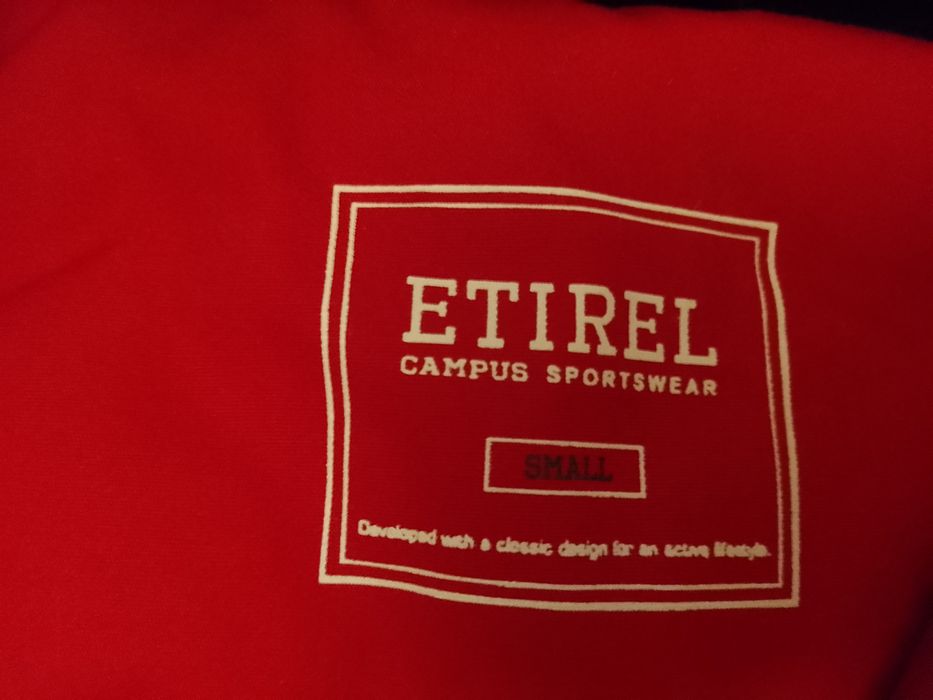 ETIREL
CAMPUS SPORTSWEAR
SMALL
Developed with a classic design for an active lifestyle.